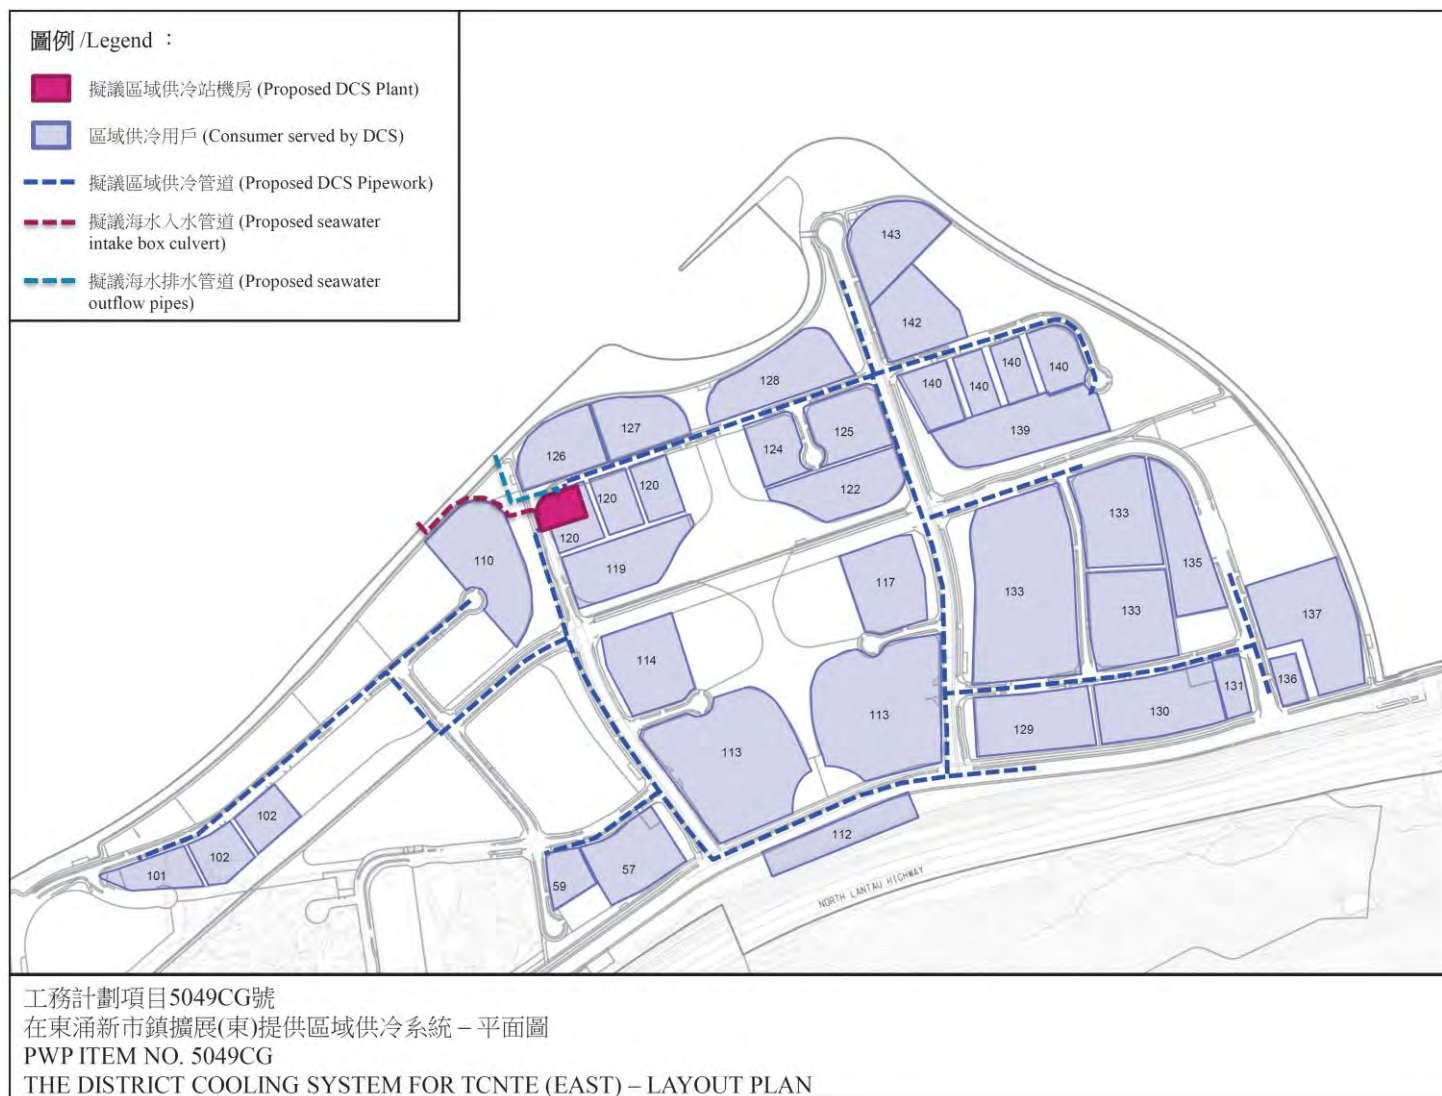 圖例 /Legend :
擬議區域供冷站機房 (Proposed DCS Plant)
區域供冷用戶 (Consumer served by DCS)
擬議區域供冷管道 (Proposed DCS Pipework)
擬議海水入水管道 (Proposed seawater
intake box culvert)
擬議海水排水管道 (Proposed seawater
outflow pipes)
143
142
140
140
140
140
139
128
127
126
125
124
122
120
120
120
119
110
117
114
113
113
133
133
133
135
137
136
131
130
129
112
102
102
101
59
57
NORTH LANTAU HIGHWAY
工務計劃項目5049CG號
在東涌新市鎮擴展(東)提供區域供冷系統 – 平面圖
PWP ITEM NO. 5049CG
THE DISTRICT COOLING SYSTEM FOR TCNTE (EAST) – LAYOUT PLAN